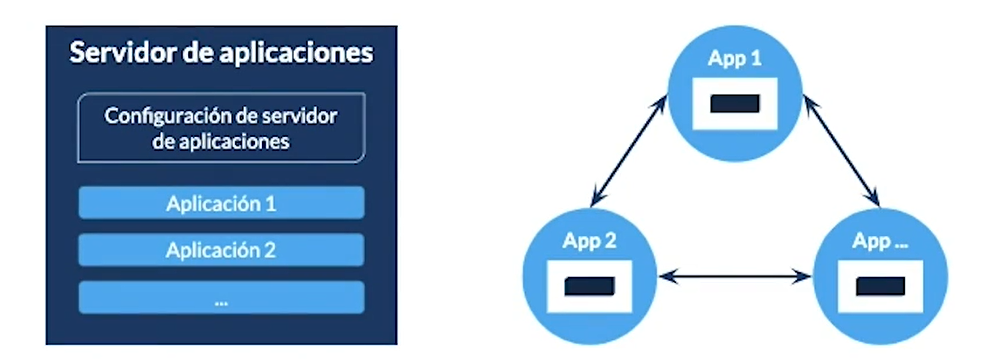 Servidor de aplicaciones
Configuración de servidor
de aplicaciones
Aplicación 1
Aplicación 2
...
App 1
App 2
App ...